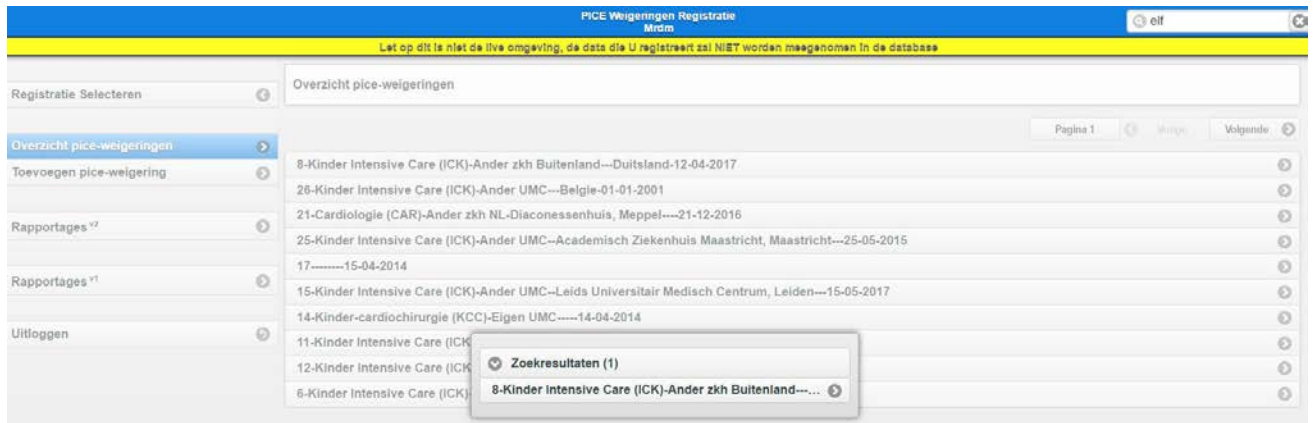 PICE Weigeringen Registratie
Mrdm
elf
Let op dit is niet de live omgeving, de data die U registreert zal NIET worden meegenomen in de database
Registratie Selecteren
Overzicht pice-weigeringen
Toevoegen pice-weigering
Rapportages v2
Rapportages v1
Uitloggen
Overzicht pice-weigeringen
Pagina 1 Vorige Volgende
8-Kinder Intensive Care (ICK)-Ander zkh Buitenland---Duitsland-12-04-2017
26-Kinder Intensive Care (ICK)-Ander UMC---Belgie-01-01-2001
21-Cardiologie (CAR)-Ander zkh NL-Diaconessenhuis, Meppel----21-12-2016
25-Kinder Intensive Care (ICK)-Ander UMC--Academisch Ziekenhuis Maastricht, Maastricht---25-05-2015
17--------15-04-2014
15-Kinder Intensive Care (ICK)-Ander UMC--Leids Universitair Medisch Centrum, Leiden---15-05-2017
14-Kinder-cardiochirurgie (KCC)-Eigen UMC-----14-04-2014
11-Kinder Intensive Care (ICK
12-Kinder Intensive Care (ICK
6-Kinder Intensive Care (ICK)-
Zoekresultaten (1)
8-Kinder Intensive Care (ICK)-Ander zkh Buitenland---...